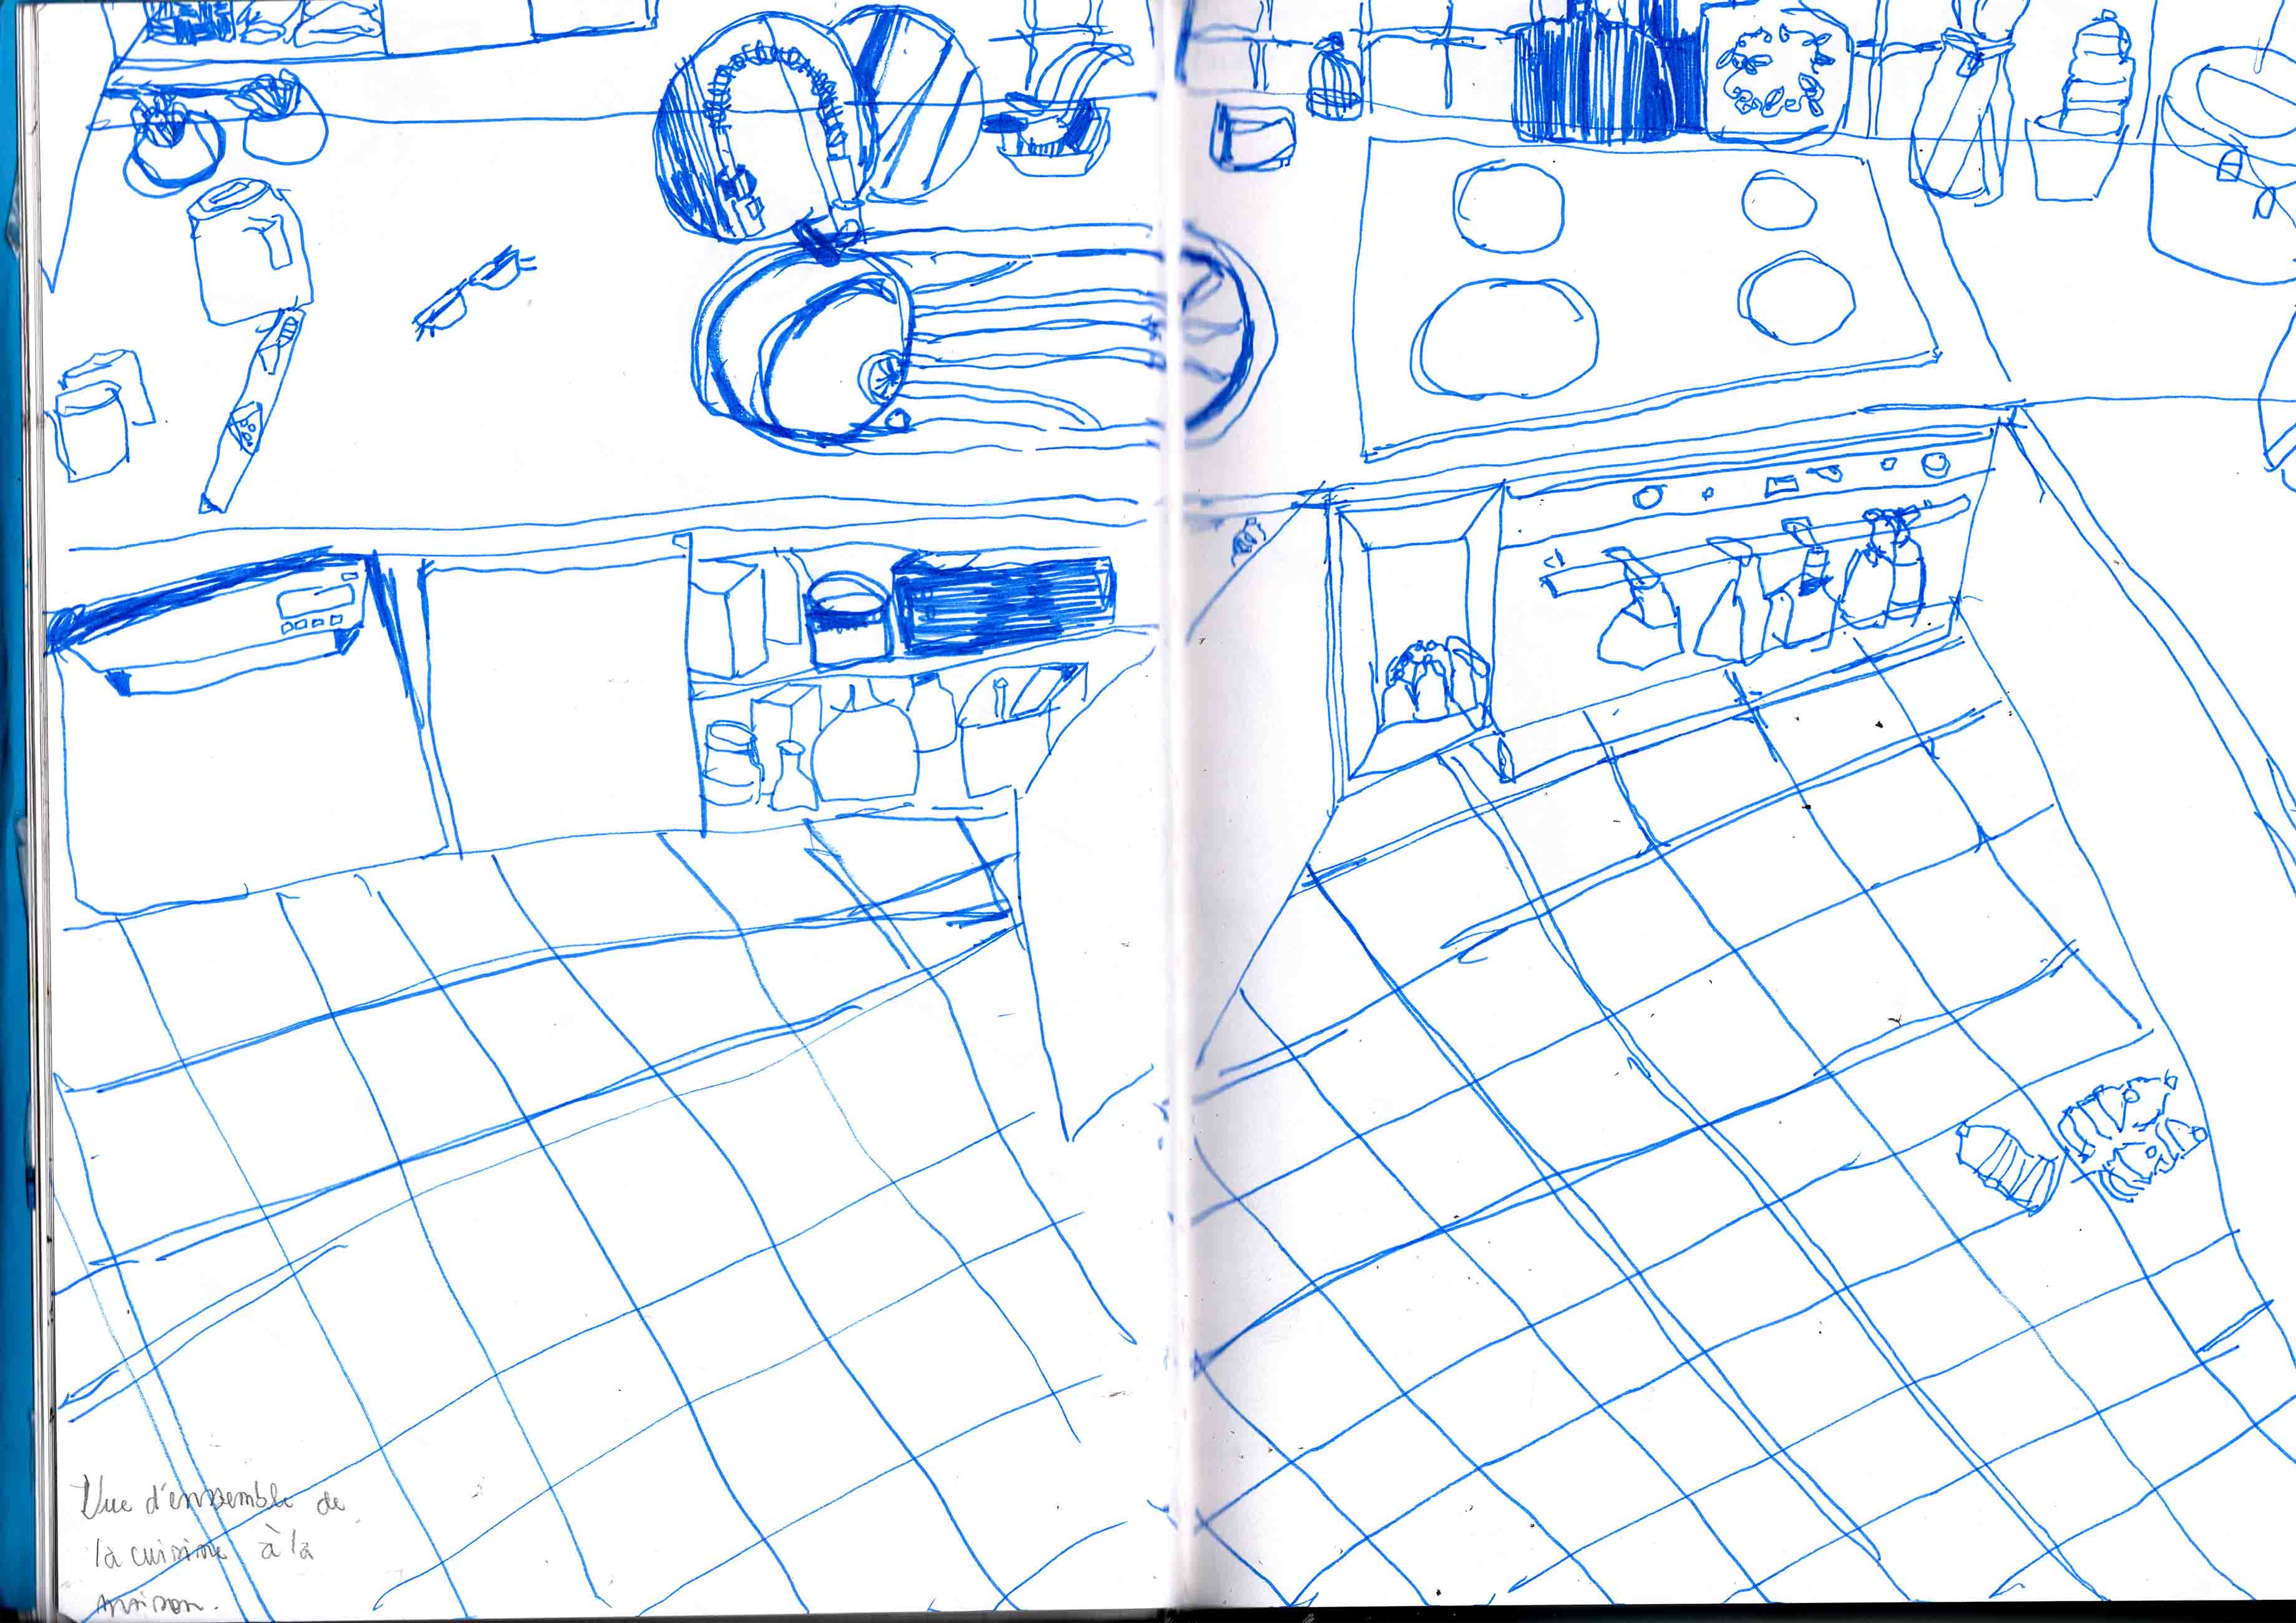 Vue d'ensemble de
la cuisine à la
maison.